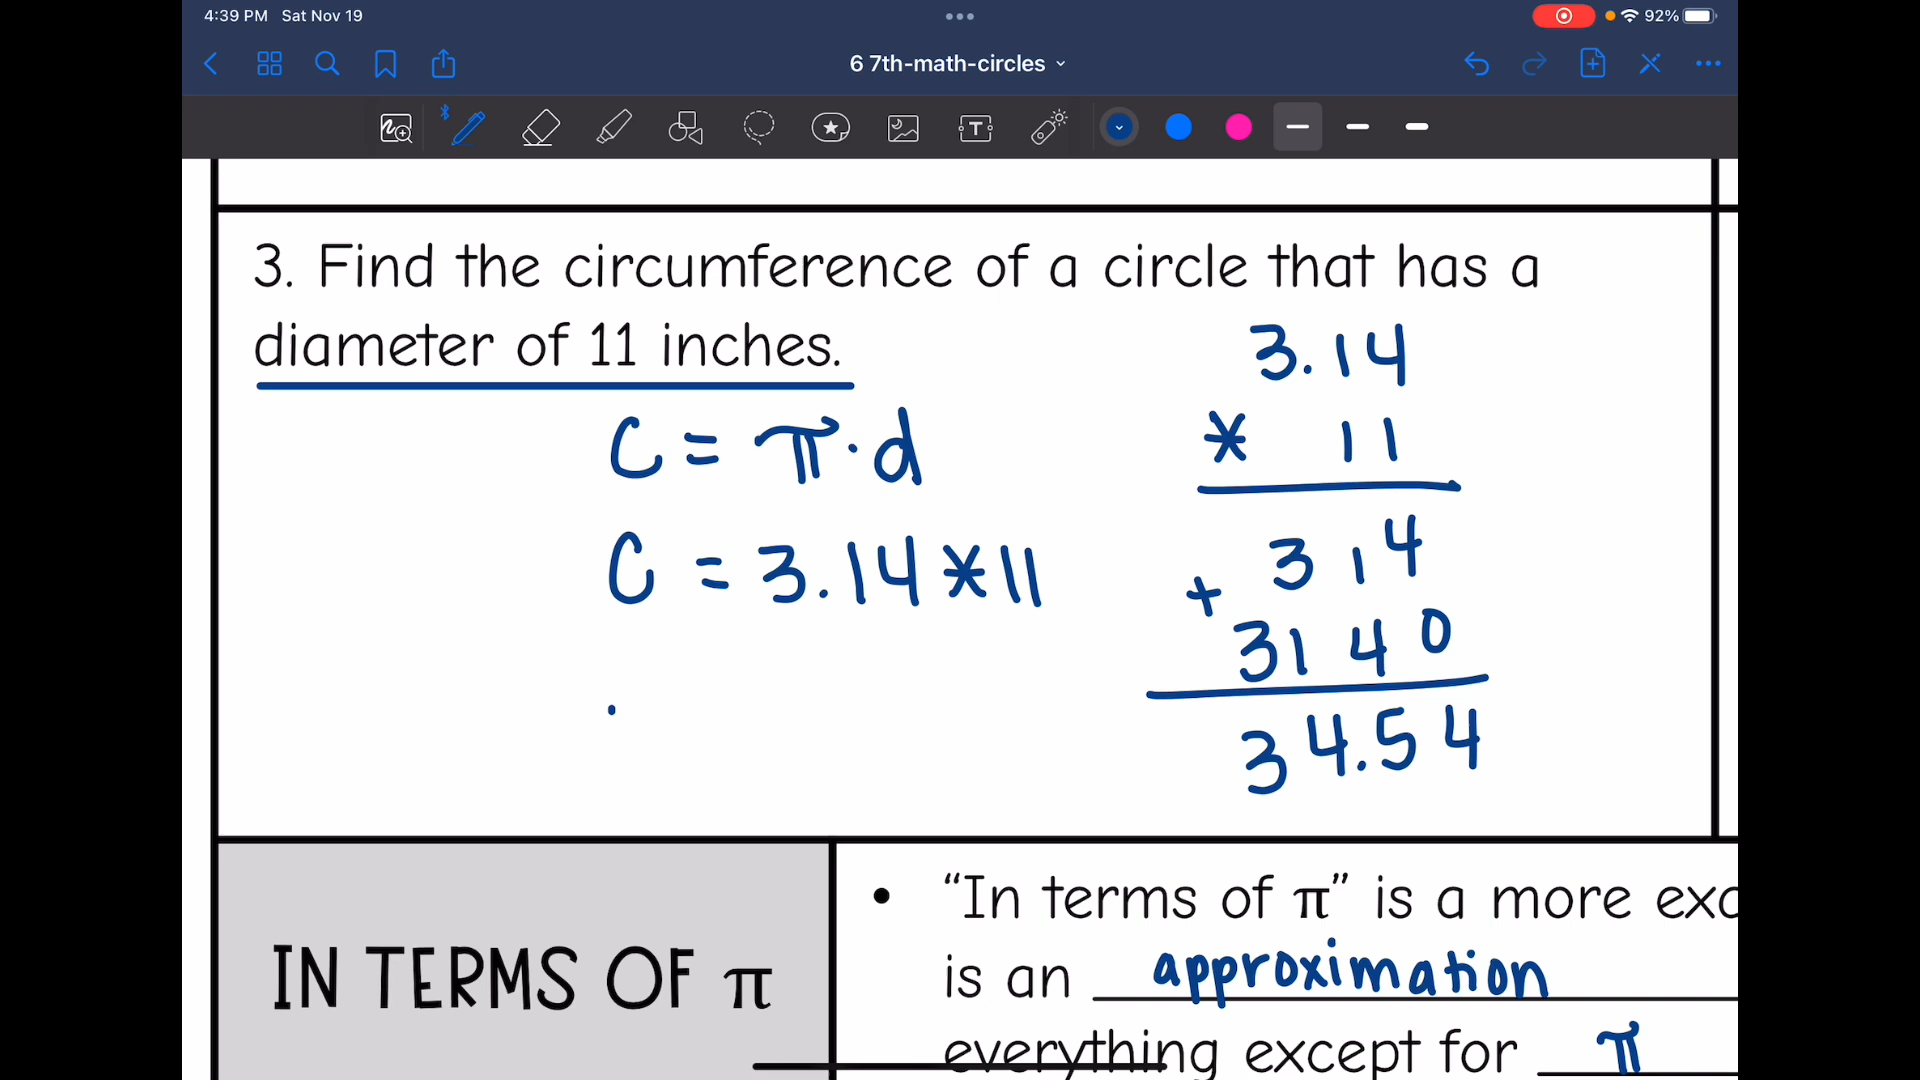 4:39 PM Sat Nov 19
92%
6 7th-math-circles
T
3. Find the circumference of a circle that has a
diameter of 11 inches.
C = π·d
C = 3.14*11
3.14
* 11
314
+
3140
34.54
IN TERMS OF π
• “In terms of π” is a more
is an approximation
everything except for π